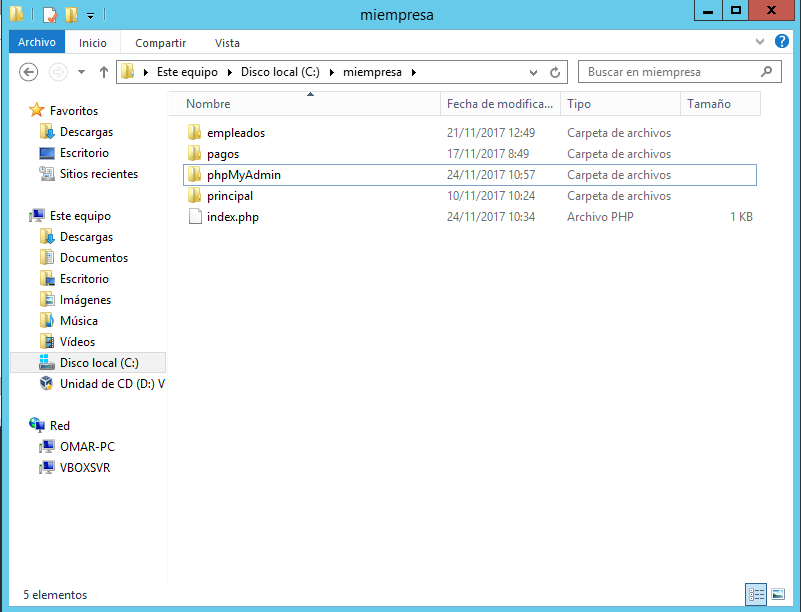 miempresa
Archivo Inicio Compartir Vista
Este equipo Disco local (C:) miempresa
Buscar en miempresa
Favoritos
Descargas
Escritorio
Sitios recientes
Este equipo
Descargas
Documentos
Escritorio
Imágenes
Música
Vídeos
Disco local (C:)
Unidad de CD (D:) V
Red
OMAR-PC
VBOXSVR
Nombre Fecha de modifica... Tipo Tamaño
empleados 21/11/2017 12:49 Carpeta de archivos
pagos 17/11/2017 8:49 Carpeta de archivos
phpMyAdmin 24/11/2017 10:57 Carpeta de archivos
principal 10/11/2017 10:24 Carpeta de archivos
index.php 24/11/2017 10:34 Archivo PHP 1 KB
5 elementos